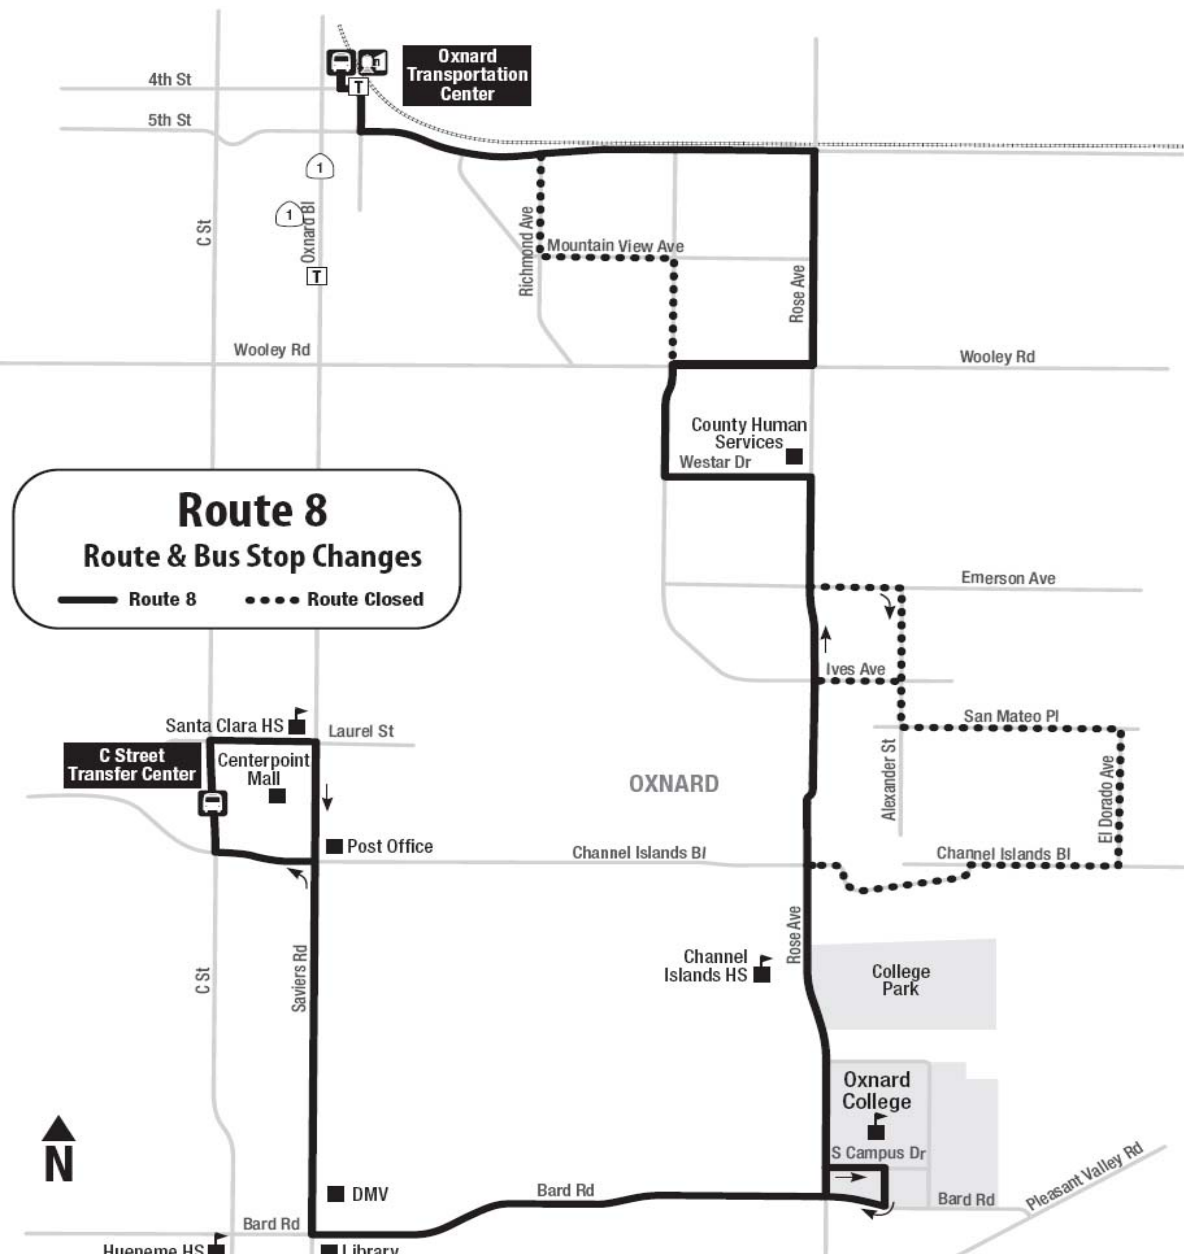 Oxnard
Transportation
Center
4th St
T
5th St
1
1
C St
Oxnard Bl
T
Richmond Ave
Mountain View Ave
Rose Ave
Wooley Rd
Wooley Rd
County Human
Services
Westar Dr
Route 8
Route & Bus Stop Changes
Route 8
Route Closed
Emerson Ave
Ives Ave
San Mateo Pl
Santa Clara HS
Laurel St
C Street
Transfer Center
Centerpoint
Mall
OXNARD
Alexander St
El Dorado Ave
Post Office
Channel Islands Bl
Channel Islands Bl
C St
Saviers Rd
Rose Ave
Channel
Islands HS
College
Park
Oxnard
College
S Campus Dr
N
DMV
Bard Rd
Bard Rd
Pleasant Valley Rd
Bard Rd
Hueneme HS
Library